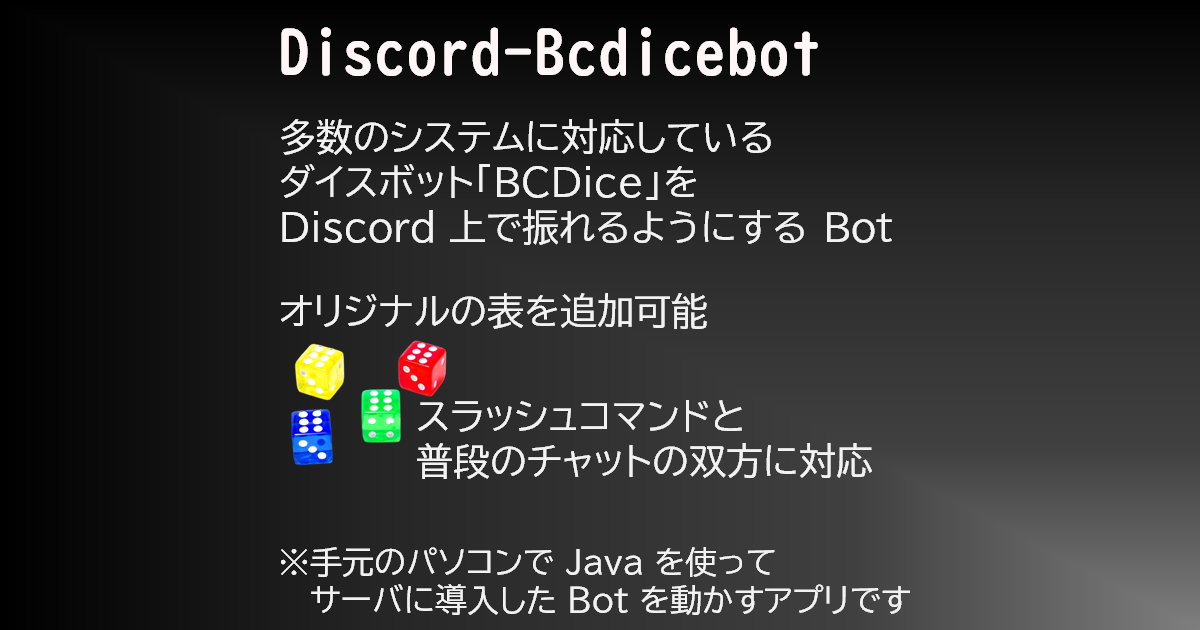 Discord-Bcdicebot
多数のシステムに対応している
ダイスボット「BCDice」を
Discord 上で振れるようにする Bot
オリジナルの表を追加可能
スラッシュコマンドと
普段のチャットの双方に対応
※手元のパソコンで Java を使って
サーバに導入した Bot を動かすアプリです